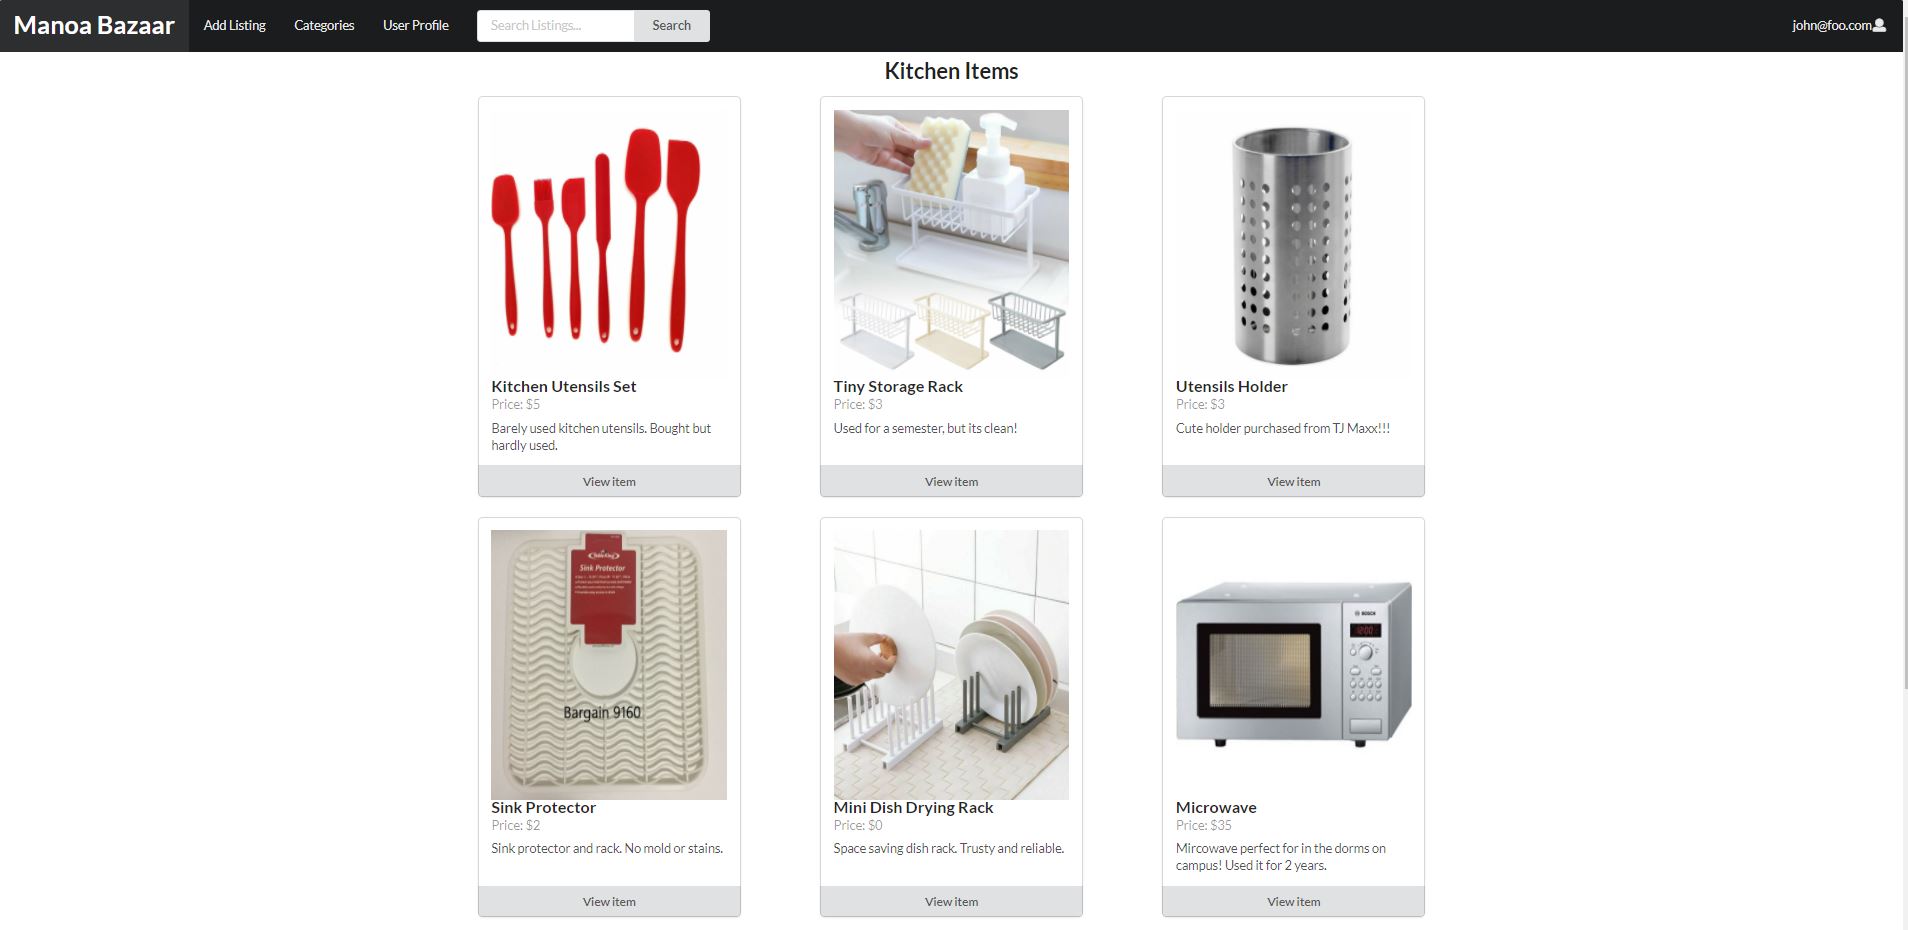 Manoa Bazaar
Add Listing
Categories
User Profile
Search Listings...
Search
john@foo.com
Kitchen Items
Kitchen Utensils Set
Price: $5
Barely used kitchen utensils. Bought but
hardly used.
View item
Tiny Storage Rack
Price: $3
Used for a semester, but its clean!
View item
Utensils Holder
Price: $3
Cute holder purchased from TJ Maxx!!!
View item
Sink Protector
Bargain 9160
Sink Protector
Price: $2
Sink protector and rack. No mold or stains.
View item
Mini Dish Drying Rack
Price: $0
Space saving dish rack. Trusty and reliable.
View item
BOSCH
12:00
Microwave
Price: $35
Mircowave perfect for in the dorms on
campus! Used it for 2 years.
View item